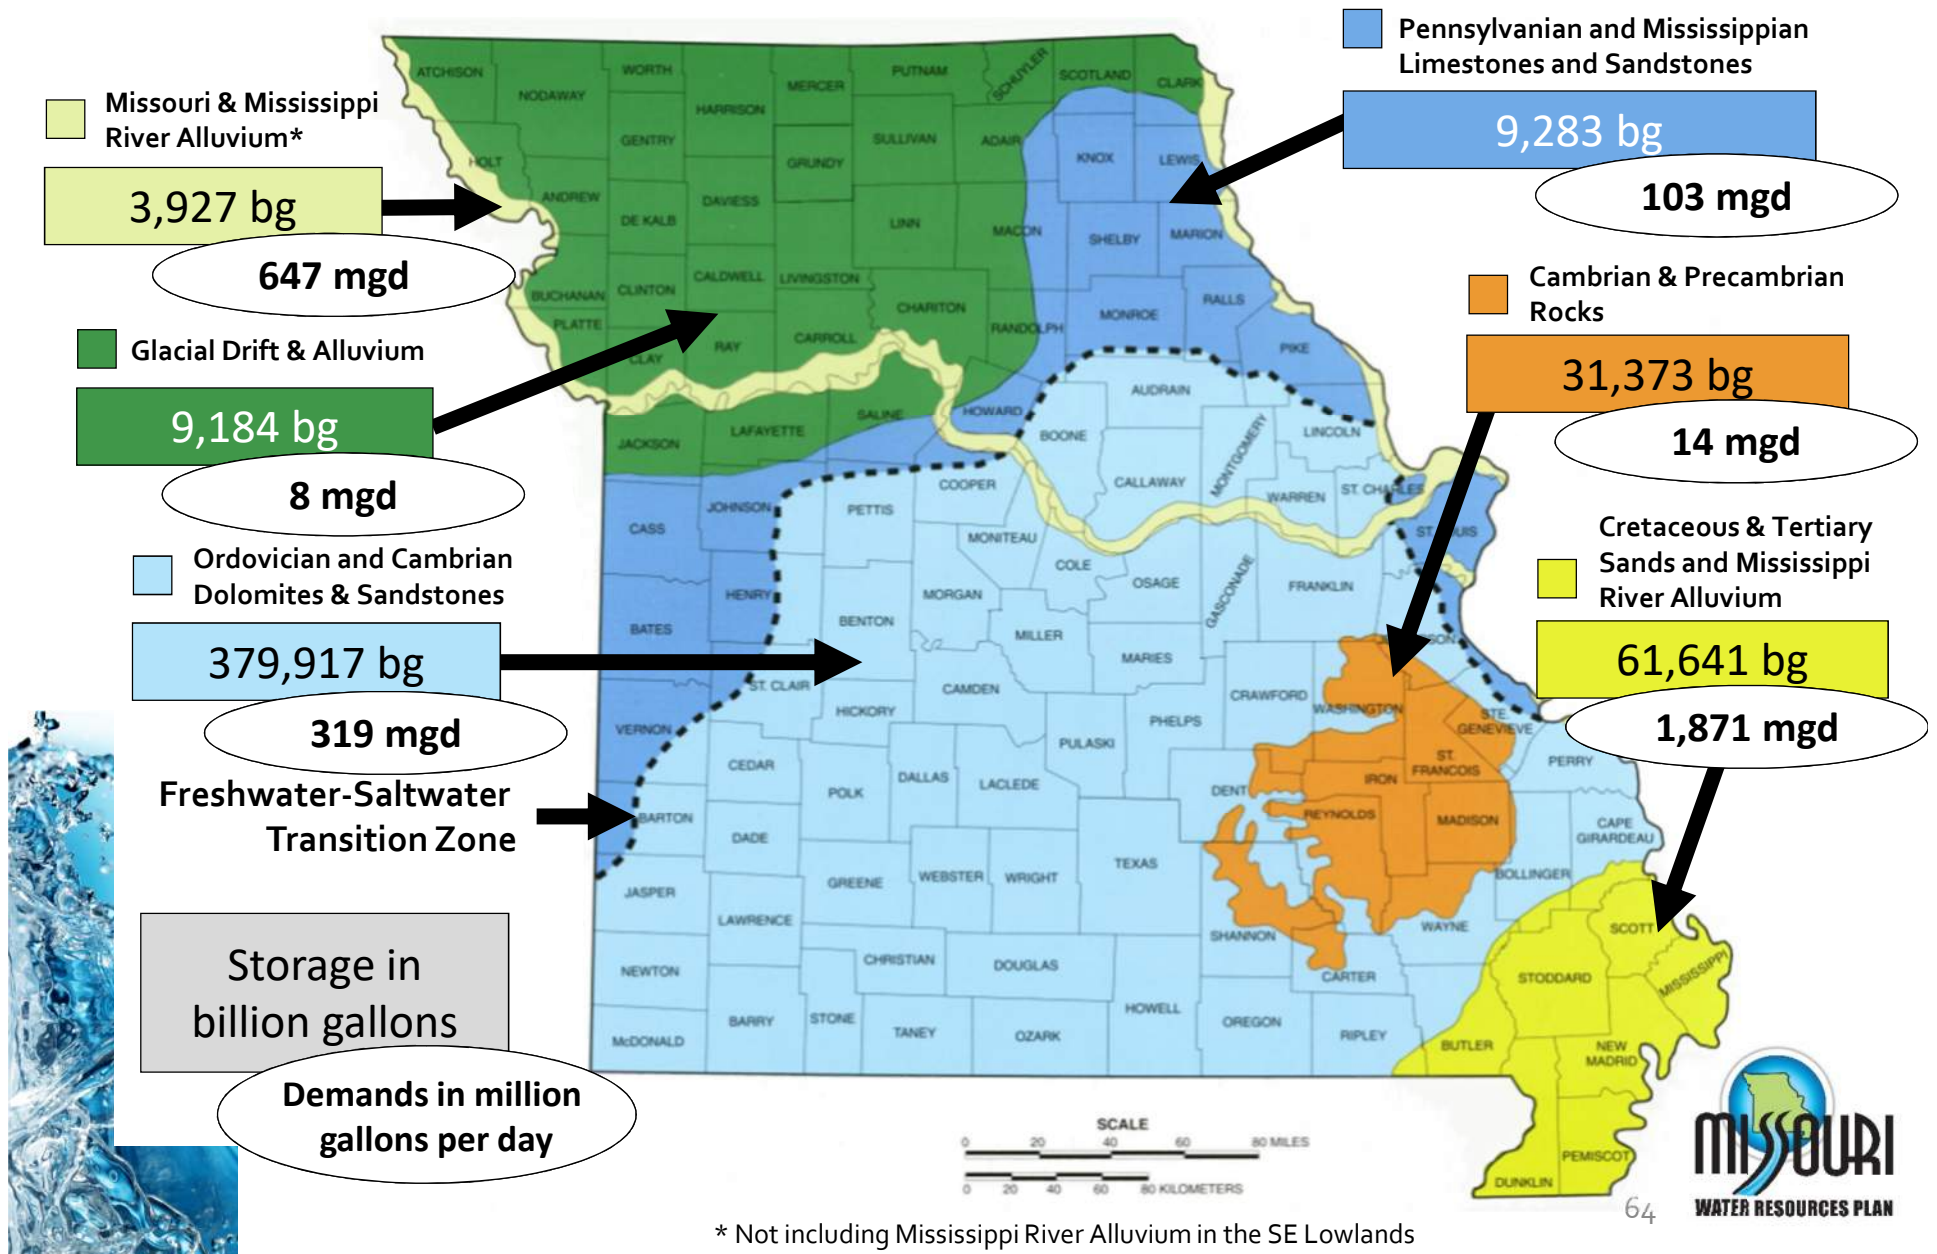 Pennsylvanian and Mississippian
Limestones and Sandstones
9,283 bg
103 mgd
Missouri & Mississippi
River Alluvium*
3,927 bg
647 mgd
Cambrian & Precambrian
Rocks
31,373 bg
14 mgd
Glacial Drift & Alluvium
9,184 bg
8 mgd
Ordovician and Cambrian
Dolomites & Sandstones
379,917 bg
319 mgd
Cretaceous & Tertiary
Sands and Mississippi
River Alluvium
61,641 bg
1,871 mgd
Freshwater-Saltwater
Transition Zone
Storage in
billion gallons
Demands in million
gallons per day
ATCHISON
NODAWAY
WORTH
HARRISON
MERCER
PUTNAM
SCHUYLER
SCOTLAND
CLARK
HOLT
GENTRY
GRUNDY
SULLIVAN
ADAIR
KNOX
LEWIS
ANDREW
DE KALB
DAVIESS
LINN
MACON
SHELBY
MARION
BUCHANAN
CLINTON
CALDWELL
LIVINGSTON
CHARITON
RANDOLPH
MONROE
RALLS
PLATTE
CLAY
RAY
CARROLL
PIKE
JACKSON
LAFAYETTE
SALINE
HOWARD
BOONE
AUDRAIN
MONTGOMERY
LINCOLN
CASS
JOHNSON
PETTIS
COOPER
MONITEAU
CALLAWAY
WARREN
ST. CHARLES
BATES
HENRY
BENTON
MORGAN
COLE
MILLER
OSAGE
GASCONADE
FRANKLIN
VERNON
ST. CLAIR
HICKORY
CAMDEN
MARIES
PULASKI
PHELPS
CRAWFORD
WASHINGTON
STE.
GENEVIEVE
BARTON
CEDAR
POLK
DALLAS
LACLEDE
DENT
IRON
ST.
FRANCOIS
PERRY
DADE
REYNOLDS
MADISON
CAPE
GIRARDEAU
JASPER
GREENE
WEBSTER
WRIGHT
TEXAS
BOLLINGER
LAWRENCE
CHRISTIAN
DOUGLAS
SHANNON
WAYNE
SCOTT
NEWTON
CARTER
STODDARD
MISSISSIPPI
McDONALD
BARRY
STONE
TANEY
OZARK
HOWELL
OREGON
RIPLEY
BUTLER
NEW
MADRID
PEMISCOT
DUNKLIN
SCALE
0 20 40 60 80 MILES
0 20 40 60 80 KILOMETERS
MISSOURI
WATER RESOURCES PLAN
64
* Not including Mississippi River Alluvium in the SE Lowlands